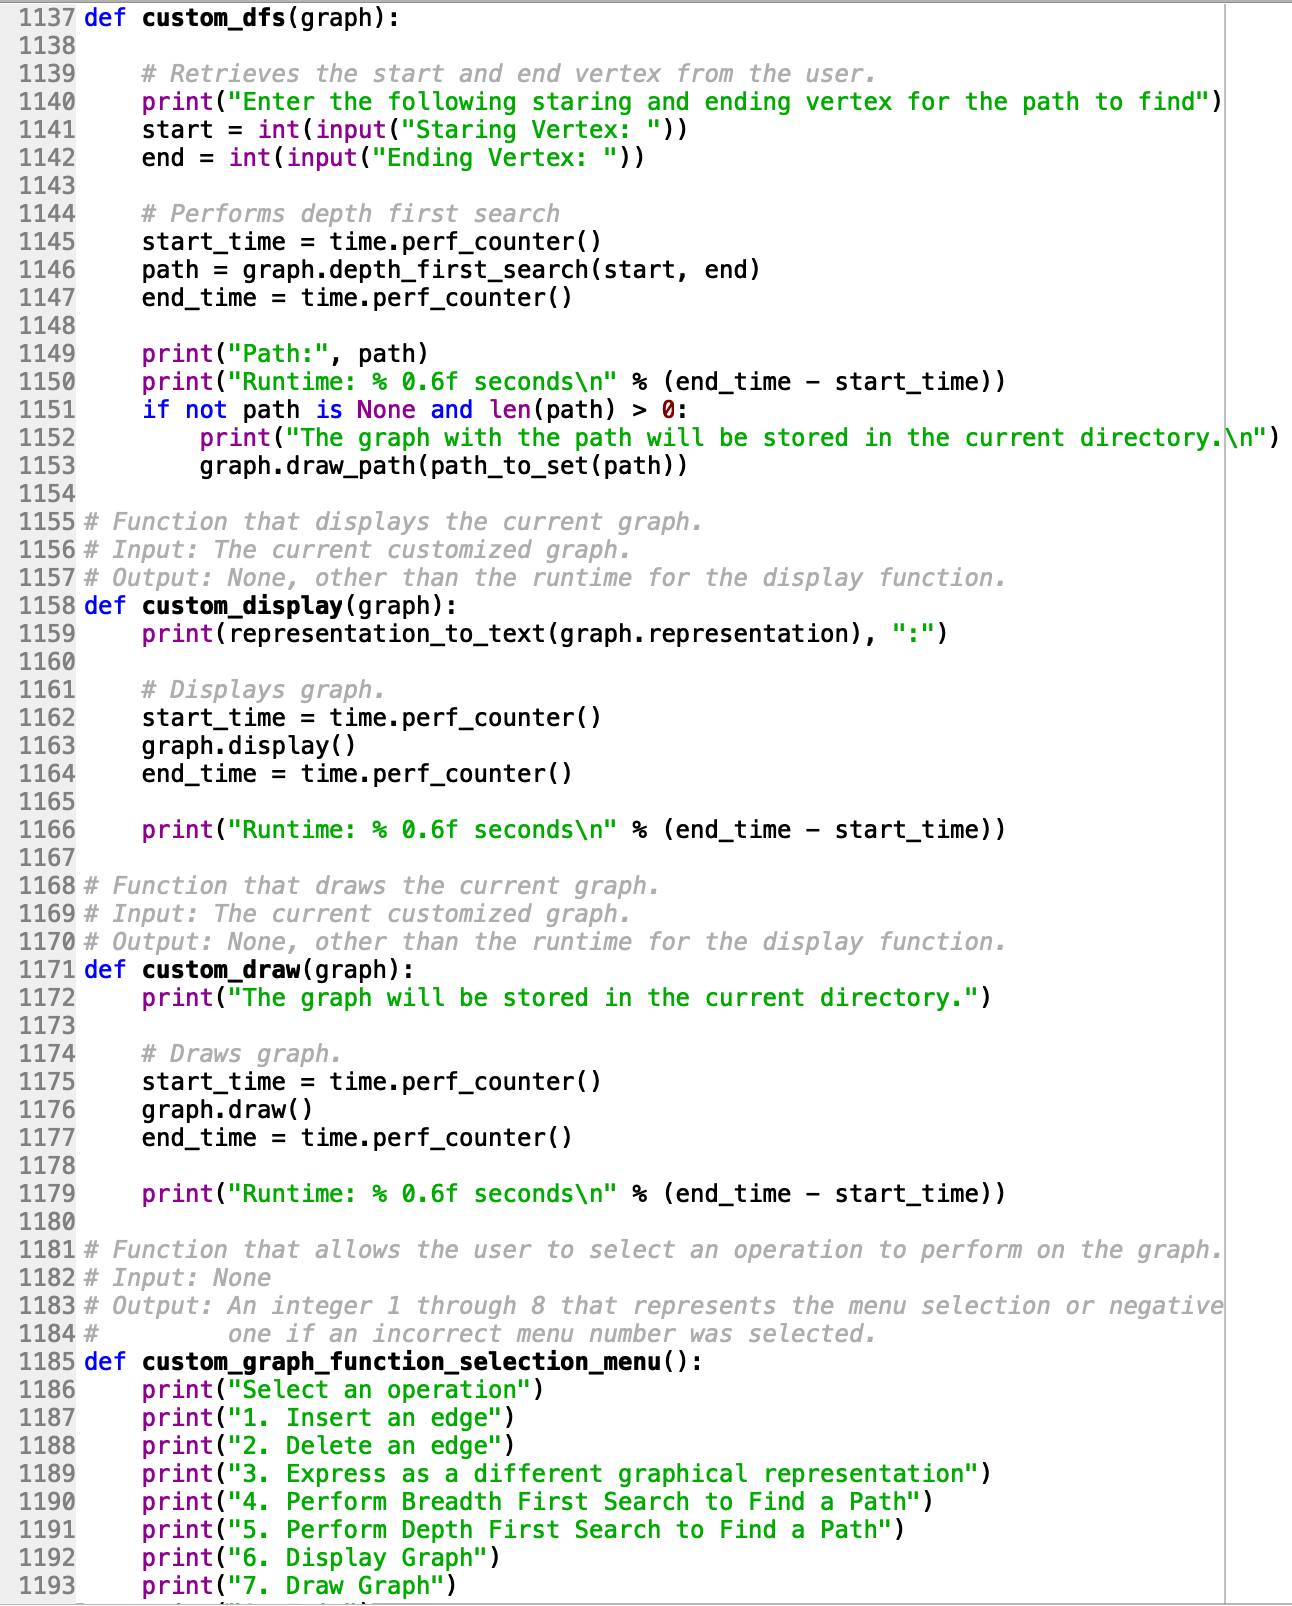 1137 def custom_dfs(graph):
1138
1139     # Retrieves the start and end vertex from the user.
1140     print("Enter the following staring and ending vertex for the path to find")
1141     start = int(input("Staring Vertex: "))
1142     end = int(input("Ending Vertex: "))
1143
1144     # Performs depth first search
1145     start_time = time.perf_counter()
1146     path = graph.depth_first_search(start, end)
1147     end_time = time.perf_counter()
1148
1149     print("Path:", path)
1150     print("Runtime: % 0.6f seconds\n" % (end_time - start_time))
1151     if not path is None and len(path) > 0:
1152         print("The graph with the path will be stored in the current directory.\n")
1153         graph.draw_path(path_to_set(path))
1154
1155 # Function that displays the current graph.
1156 # Input: The current customized graph.
1157 # Output: None, other than the runtime for the display function.
1158 def custom_display(graph):
1159     print(representation_to_text(graph.representation), ":")
1160
1161     # Displays graph.
1162     start_time = time.perf_counter()
1163     graph.display()
1164     end_time = time.perf_counter()
1165
1166     print("Runtime: % 0.6f seconds\n" % (end_time - start_time))
1167
1168 # Function that draws the current graph.
1169 # Input: The current customized graph.
1170 # Output: None, other than the runtime for the display function.
1171 def custom_draw(graph):
1172     print("The graph will be stored in the current directory.")
1173
1174     # Draws graph.
1175     start_time = time.perf_counter()
1176     graph.draw()
1177     end_time = time.perf_counter()
1178
1179     print("Runtime: % 0.6f seconds\n" % (end_time - start_time))
1180
1181 # Function that allows the user to select an operation to perform on the graph.
1182 # Input: None
1183 # Output: An integer 1 through 8 that represents the menu selection or negative
1184 #         one if an incorrect menu number was selected.
1185 def custom_graph_function_selection_menu():
1186     print("Select an operation")
1187     print("1. Insert an edge")
1188     print("2. Delete an edge")
1189     print("3. Express as a different graphical representation")
1190     print("4. Perform Breadth First Search to Find a Path")
1191     print("5. Perform Depth First Search to Find a Path")
1192     print("6. Display Graph")
1193     print("7. Draw Graph")